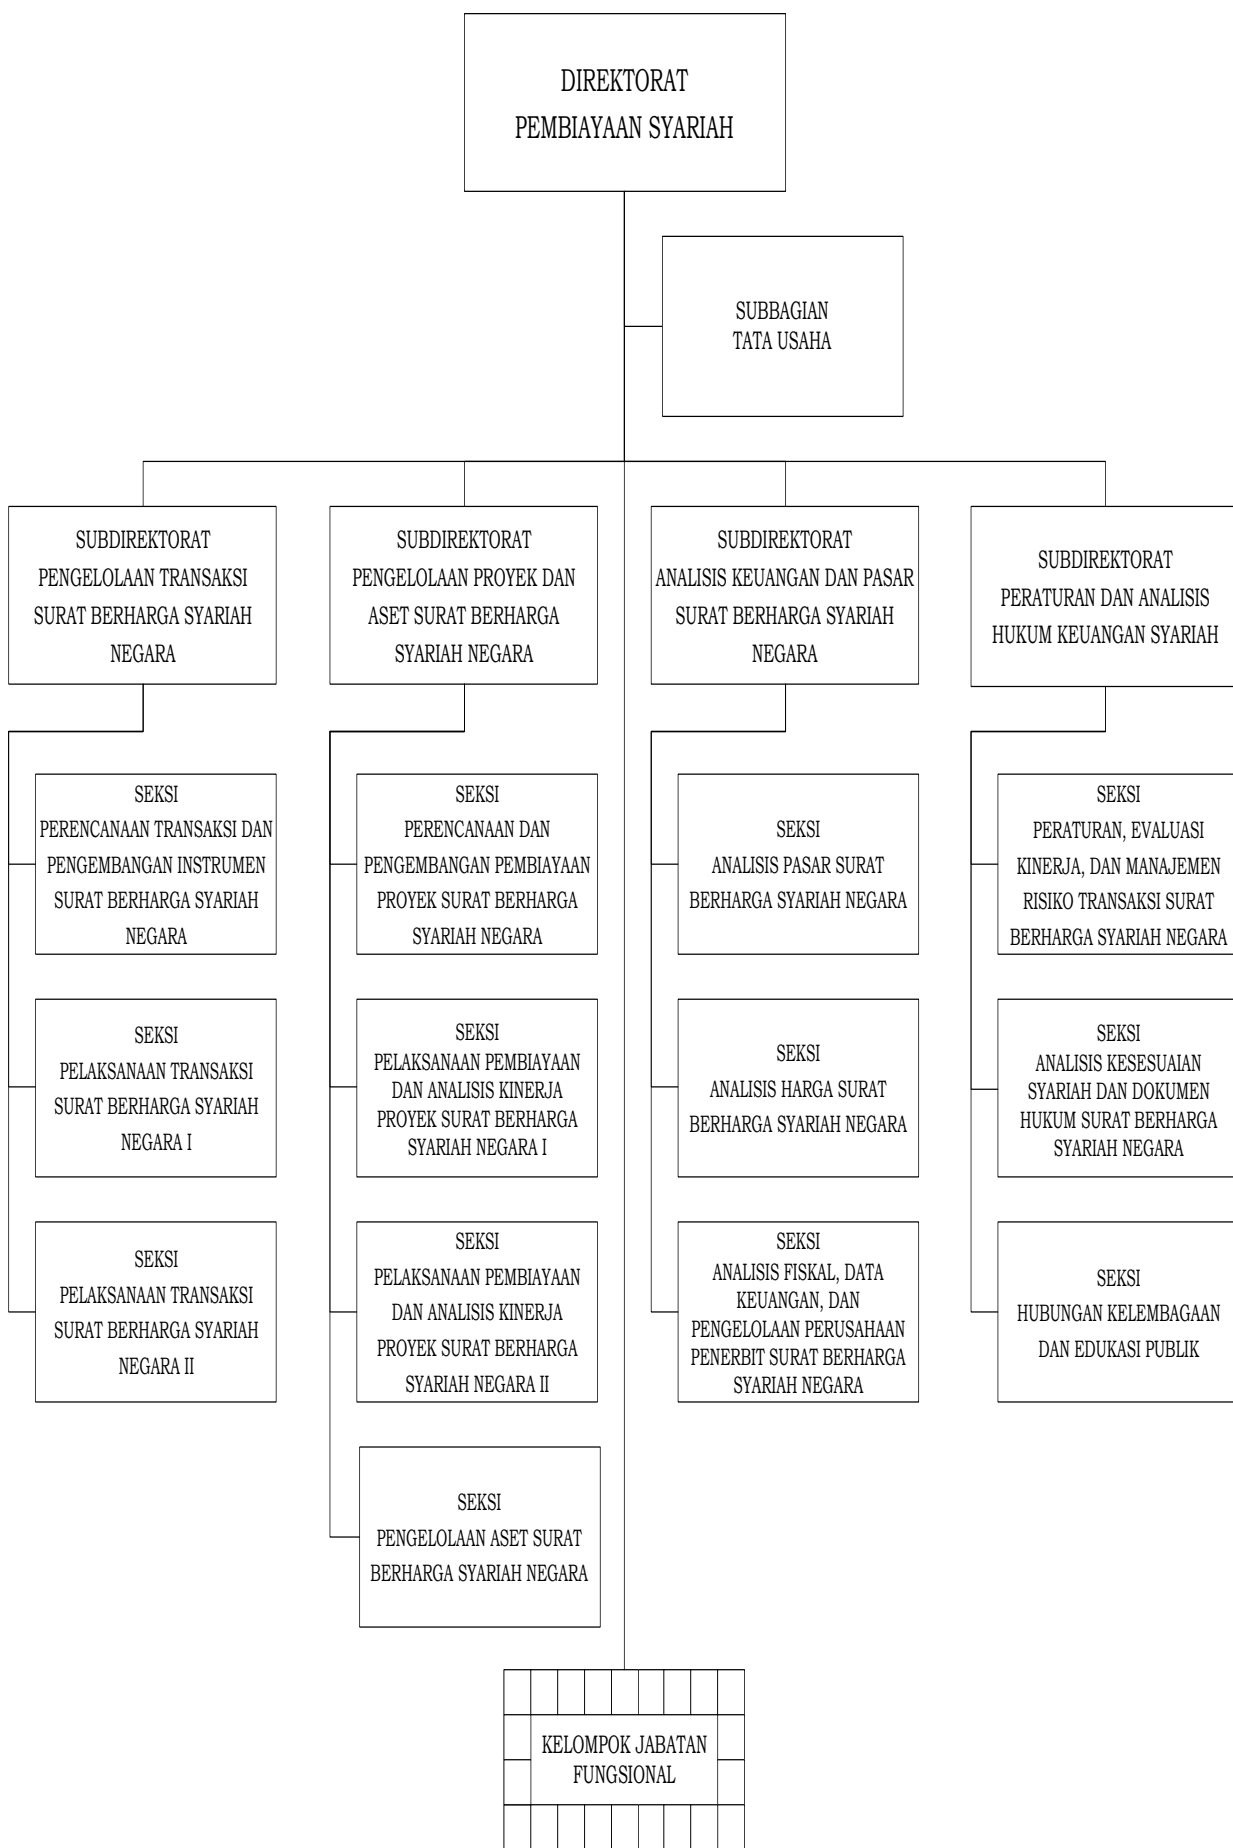 DIREKTORAT
PEMBIAYAAN SYARIAH
SUBBAGIAN
TATA USAHA
SUBDIREKTORAT
PENGELOLAAN TRANSAKSI
SURAT BERHARGA SYARIAH
NEGARA
SUBDIREKTORAT
PENGELOLAAN PROYEK DAN
ASET SURAT BERHARGA
SYARIAH NEGARA
SUBDIREKTORAT
ANALISIS KEUANGAN DAN PASAR
SURAT BERHARGA SYARIAH
NEGARA
SUBDIREKTORAT
PERATURAN DAN ANALISIS
HUKUM KEUANGAN SYARIAH
SEKSI
PERENCANAAN TRANSAKSI DAN
PENGEMBANGAN INSTRUMEN
SURAT BERHARGA SYARIAH
NEGARA
SEKSI
PERENCANAAN DAN
PENGEMBANGAN PEMBIAYAAN
PROYEK SURAT BERHARGA
SYARIAH NEGARA
SEKSI
ANALISIS PASAR SURAT
BERHARGA SYARIAH NEGARA
SEKSI
PERATURAN, EVALUASI
KINERJA, DAN MANAJEMEN
RISIKO TRANSAKSI SURAT
BERHARGA SYARIAH NEGARA
SEKSI
PELAKSANAAN TRANSAKSI
SURAT BERHARGA SYARIAH
NEGARA I
SEKSI
PELAKSANAAN PEMBIAYAAN
DAN ANALISIS KINERJA
PROYEK SURAT BERHARGA
SYARIAH NEGARA I
SEKSI
ANALISIS HARGA SURAT
BERHARGA SYARIAH NEGARA
SEKSI
ANALISIS KESESUAIAN
SYARIAH DAN DOKUMEN
HUKUM SURAT BERHARGA
SYARIAH NEGARA
SEKSI
PELAKSANAAN TRANSAKSI
SURAT BERHARGA SYARIAH
NEGARA II
SEKSI
PELAKSANAAN PEMBIAYAAN
DAN ANALISIS KINERJA
PROYEK SURAT BERHARGA
SYARIAH NEGARA II
SEKSI
ANALISIS FISKAL, DATA
KEUANGAN, DAN
PENGELOLAAN PERUSAHAAN
PENERBIT SURAT BERHARGA
SYARIAH NEGARA
SEKSI
HUBUNGAN KELEMBAGAAN
DAN EDUKASI PUBLIK
SEKSI
PENGELOLAAN ASET SURAT
BERHARGA SYARIAH NEGARA
KELOMPOK JABATAN
FUNGSIONAL